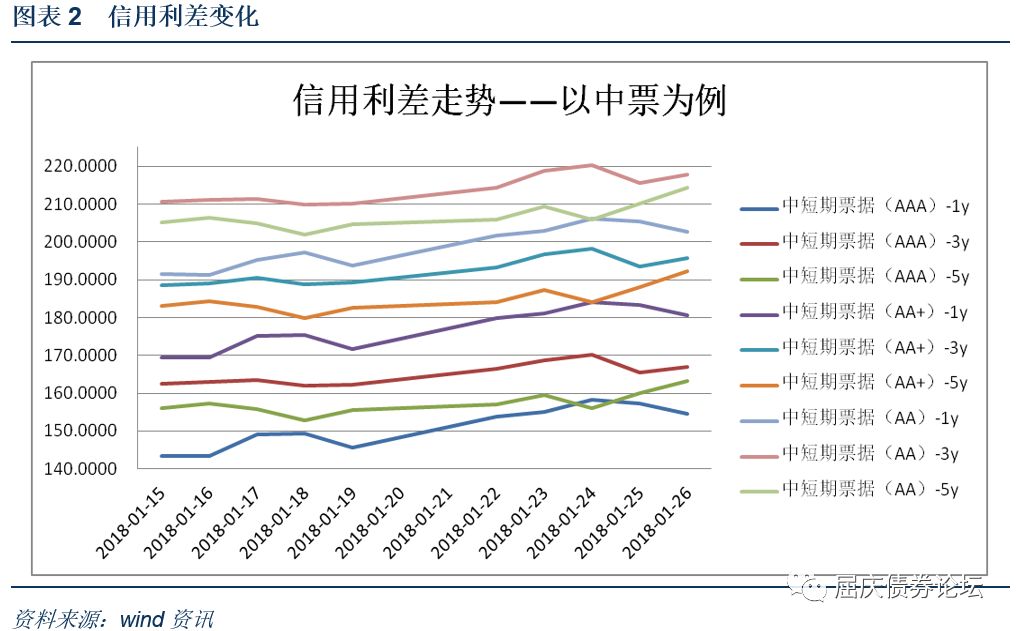 图表 2 信用利差变化
信用利差走势——以中票为例
220.0000
210.0000
200.0000
190.0000
180.0000
170.0000
160.0000
150.0000
140.0000
2018-01-15
2018-01-16
2018-01-17
2018-01-18
2018-01-19
2018-01-20
2018-01-21
2018-01-22
2018-01-23
2018-01-24
2018-01-25
2018-01-26
中短期票据（AAA）-1y
中短期票据（AAA）-3y
中短期票据（AAA）-5y
中短期票据（AA+）-1y
中短期票据（AA+）-3y
中短期票据（AA+）-5y
中短期票据（AA）-1y
中短期票据（AA）-3y
中短期票据（AA）-5y
屈庆债券论坛
资料来源：wind 资讯